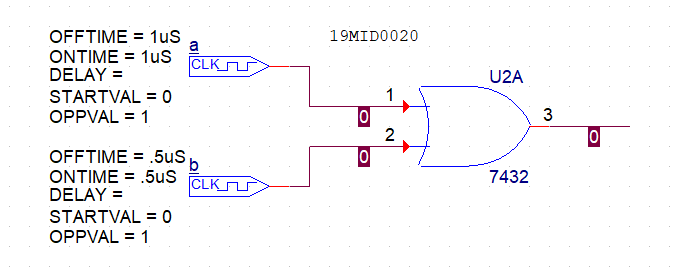 OFFTIME = 1uS
ONTIME = 1uS
DELAY =
STARTVAL = 0
OPPVAL = 1
a
CLK
19MID0020
U2A
1
0
2
0
3
0
7432
OFFTIME = .5uS
ONTIME = .5uS
DELAY =
STARTVAL = 0
OPPVAL = 1
b
CLK